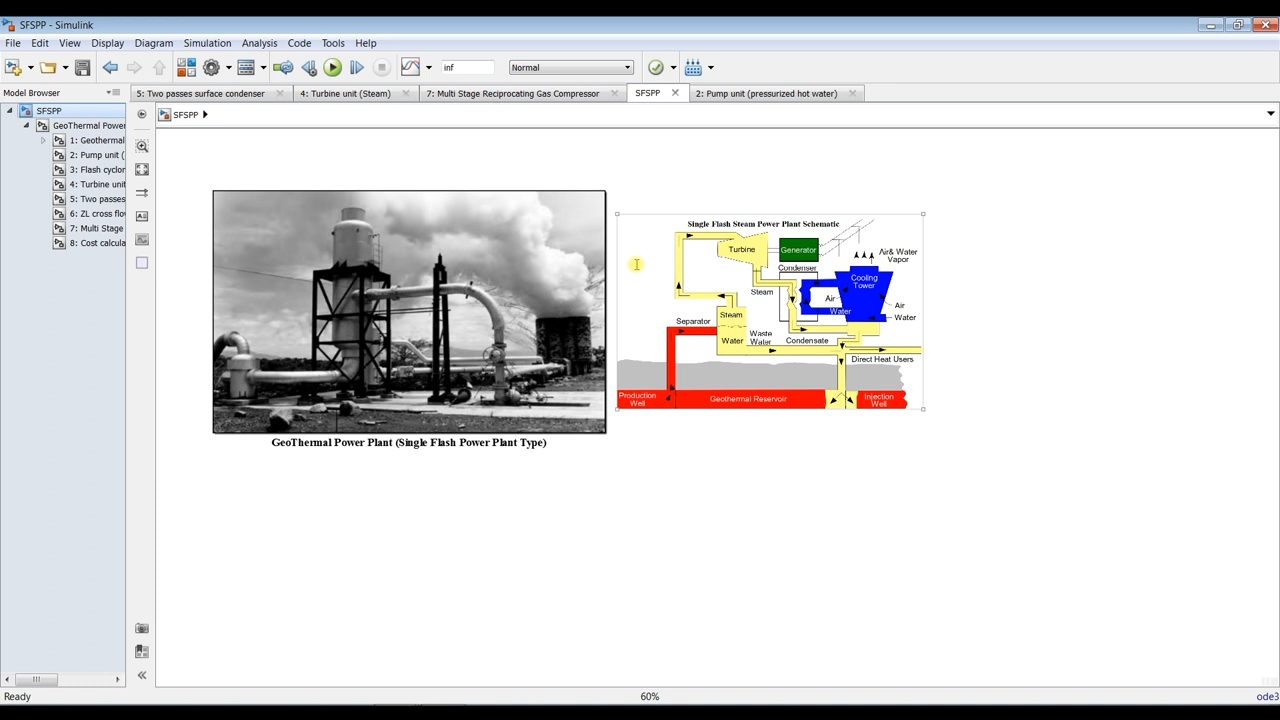 SFSPP - Simulink
File Edit View Display Diagram Simulation Analysis Code Tools Help
inf Normal
Model Browser
5: Two passes surface condenser 4: Turbine unit (Steam) 7: Multi Stage Reciprocating Gas Compressor SFSPP 2: Pump unit (pressurized hot water)
SFSPP
SFSPP
GeoThermal Power
1: Geothermal
2: Pump unit (
3: Flash cyclor
4: Turbine unit
5: Two passes
6: ZL cross flo
7: Multi Stage
8: Cost calcula
Single Flash Steam Power Plant Schematic
Turbine
Generator
Air& Water
Vapor
Condenser
Cooling
Tower
Steam
Air
Air
Water
Water
Steam
Separator
Waste
Water
Water
Condensate
Direct Heat Users
Production
Well
Geothermal Reservoir
Injection
Well
GeoThermal Power Plant (Single Flash Power Plant Type)
Ready
60%
ode3